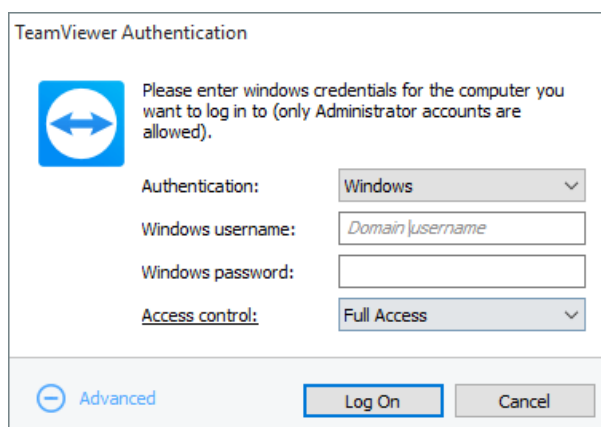 TeamViewer Authentication
Please enter windows credentials for the computer you
want to log in to (only Administrator accounts are
allowed).
Authentication: Windows
Windows username: Domain\username
Windows password:
Access control: Full Access
Advanced Log On Cancel